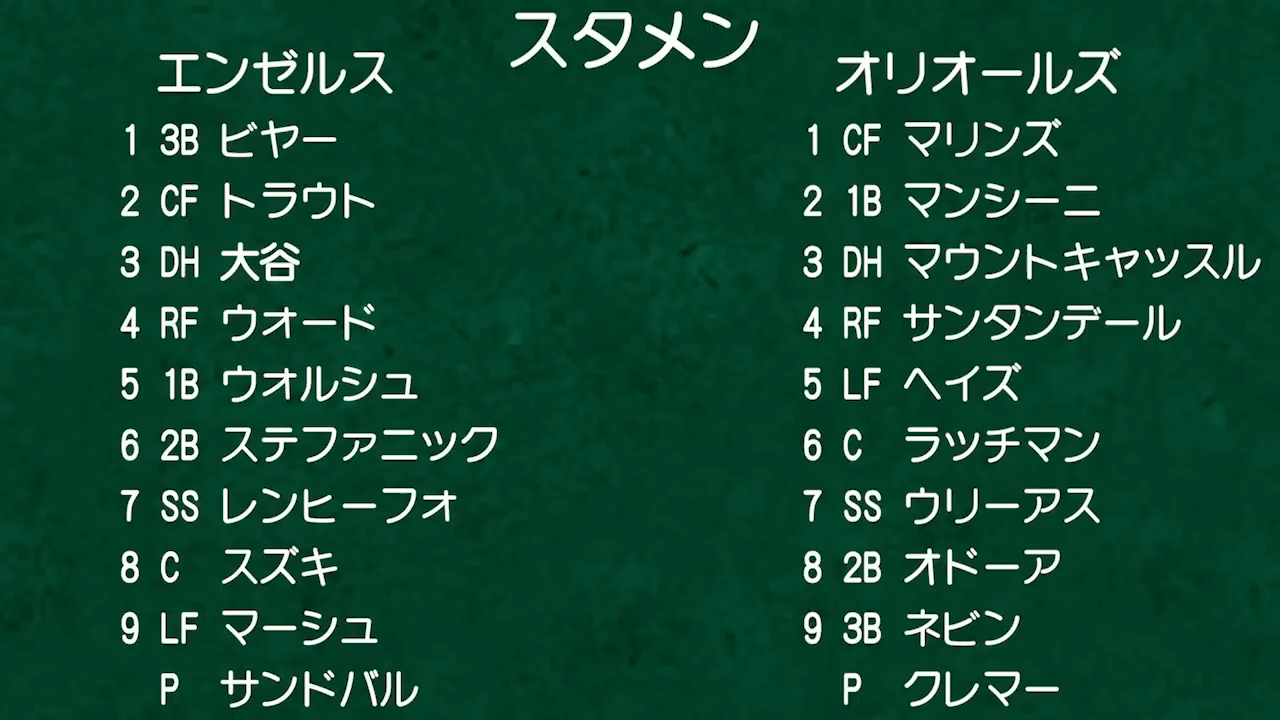 スタメン
エンゼルス
1 3B ビヤー
2 CF トラウト
3 DH 大谷
4 RF ウォード
5 1B ウォルシュ
6 2B ステファニック
7 SS レンヒーフォ
8 C スズキ
9 LF マーシュ
P サンドバル
オリオールズ
1 CF マリンズ
2 1B マンシーニ
3 DH マウントキャッスル
4 RF サンタンデール
5 LF ヘイズ
6 C ラッチマン
7 SS ウリーアス
8 2B オドーア
9 3B ネビン
P クレマー